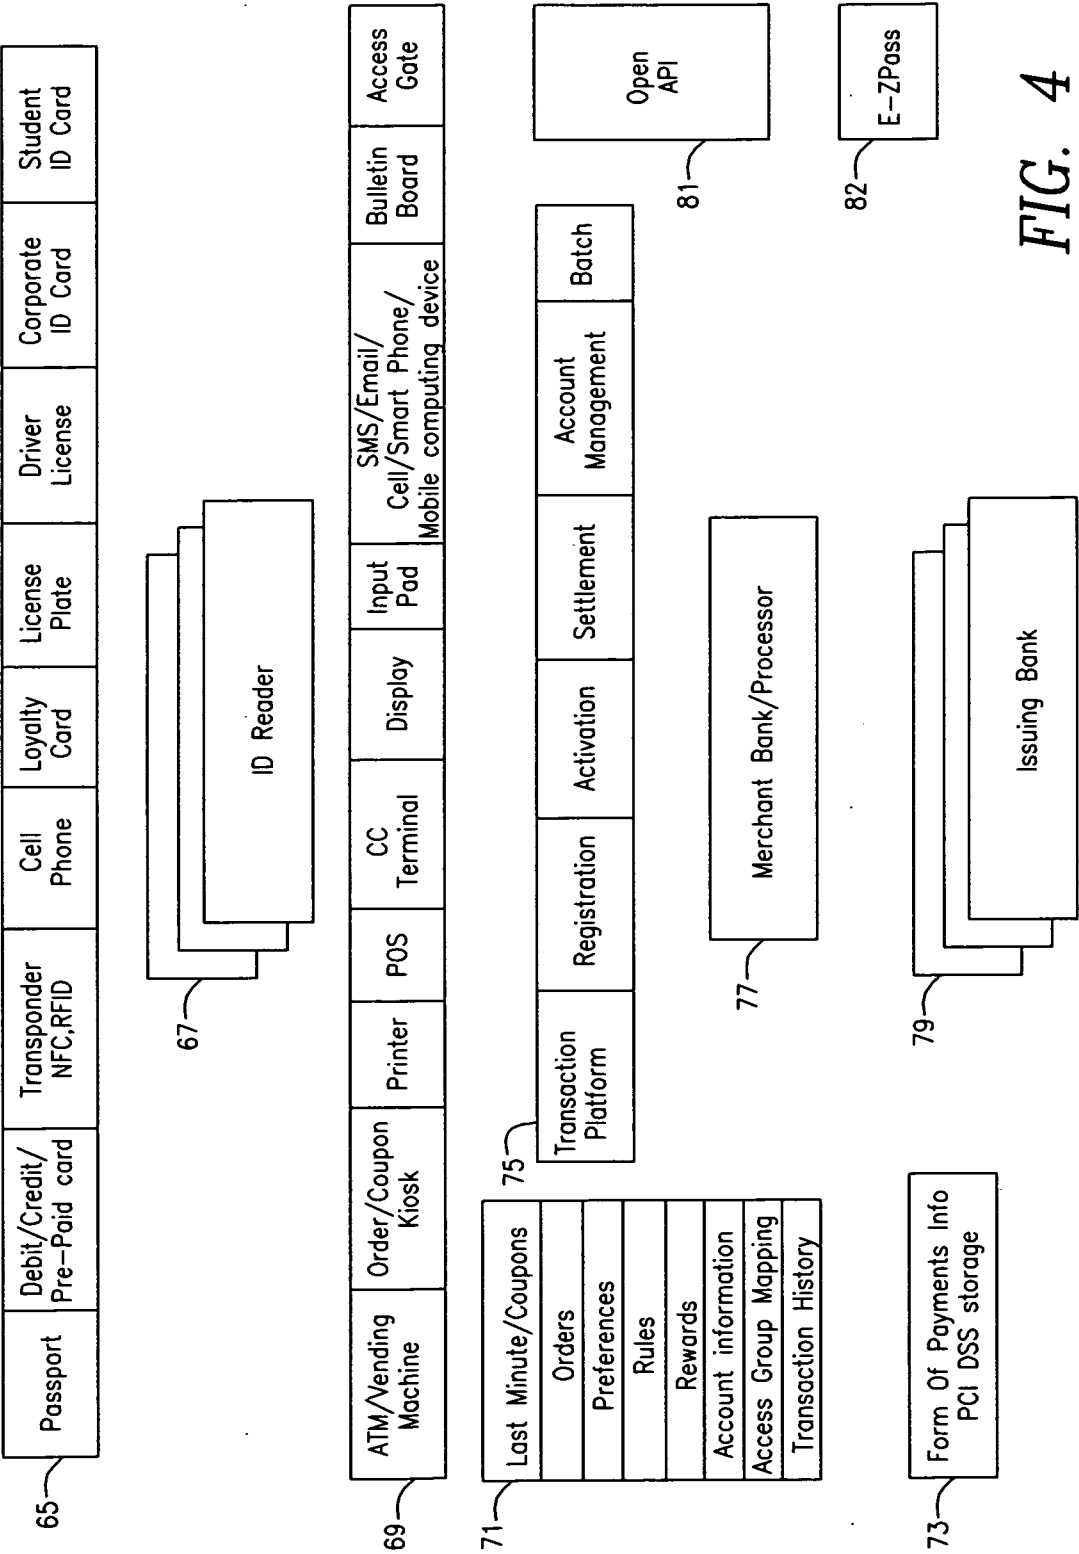 65
Passport
Debit/Credit/
Pre-Paid card
Transponder
NFC,RFID
Cell
Phone
Loyalty
Card
License
Plate
Driver
License
Corporate
ID Card
Student
ID Card
67
ID Reader
69
ATM/Vending
Machine
Order/Coupon
Kiosk
Printer
POS
CC
Terminal
Display
Input
Pad
SMS/Email/
Cell/Smart Phone/
Mobile computing device
Bulletin
Board
Access
Gate
71
Last Minute/Coupons
Orders
Preferences
Rules
Rewards
Account information
Access Group Mapping
Transaction History
75
Transaction
Platform
Registration
Activation
Settlement
Account
Management
Batch
81
Open
API
77
Merchant Bank/Processor
82
E-ZPass
73
Form Of Payments Info
PCI DSS storage
79
Issuing Bank
FIG. 4